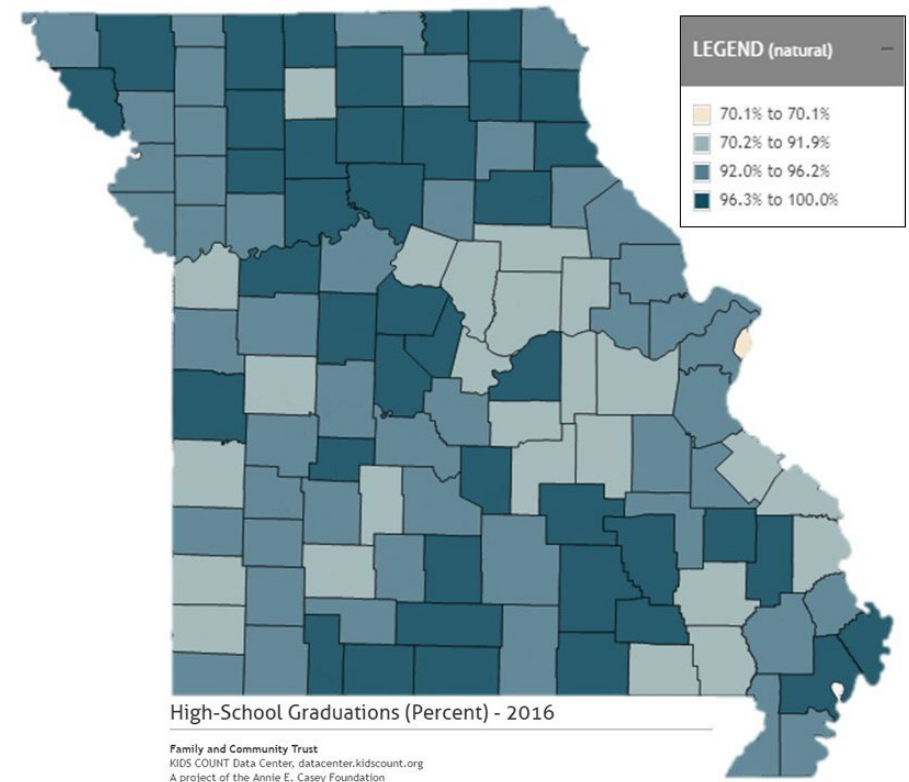 LEGEND (natural)
70.1% to 70.1%
70.2% to 91.9%
92.0% to 96.2%
96.3% to 100.0%
High-School Graduations (Percent) - 2016
Family and Community Trust
KIDS COUNT Data Center, datacenter.kidscount.org
A project of the Annie E. Casey Foundation